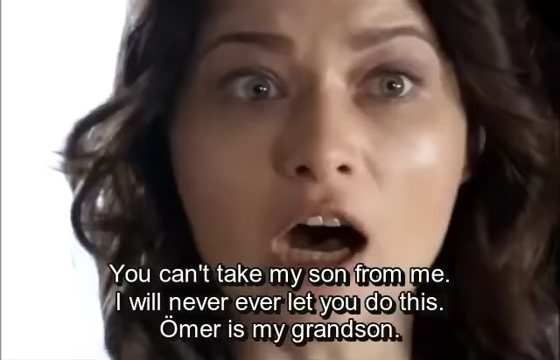 You can't take my son from me.
I will never ever let you do this.
Ömer is my grandson.